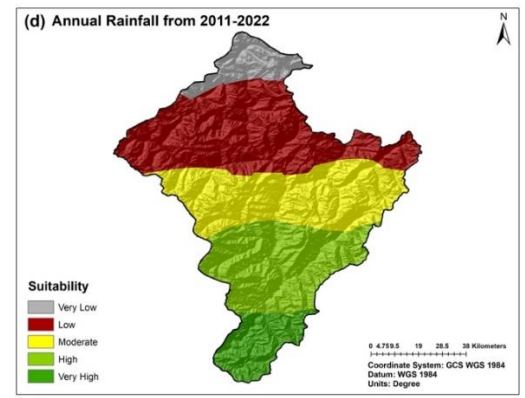 (d) Annual Rainfall from 2011-2022
N
Suitability
Very Low
Low
Moderate
High
Very High
0 4.75 9.5 19 28.5 38 Kilometers
Coordinate System: GCS WGS 1984
Datum: WGS 1984
Units: Degree